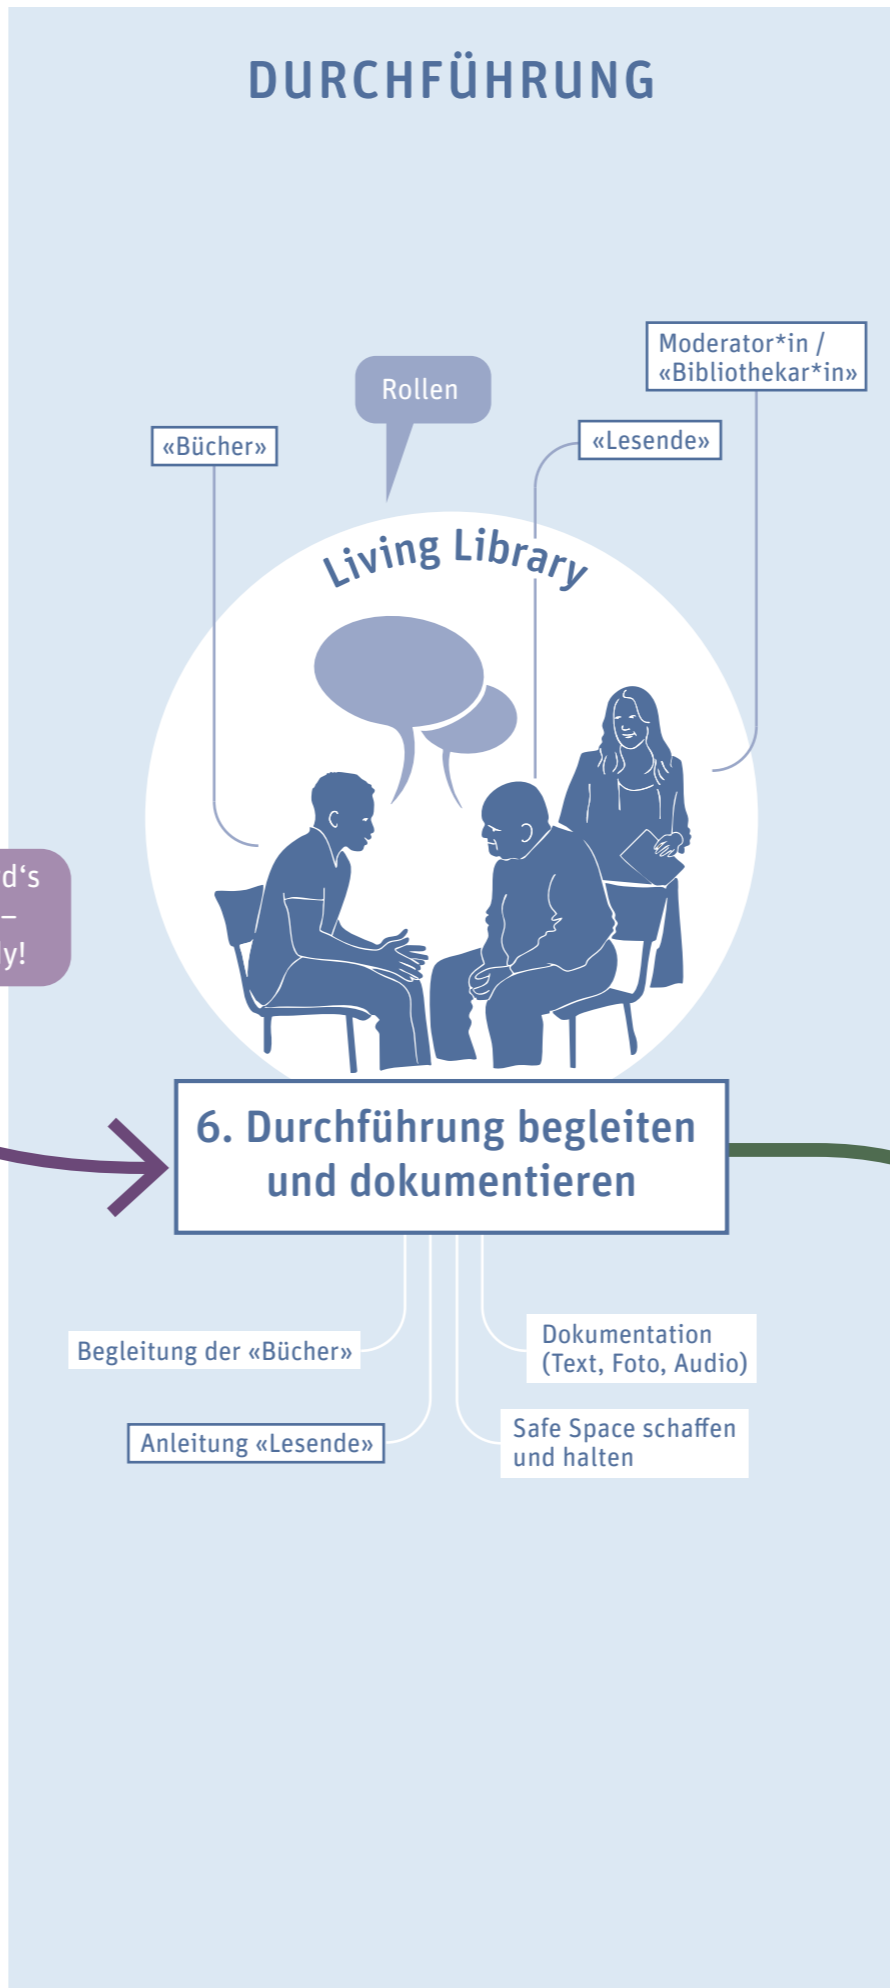 DURCHFÜHRUNG
Moderator*in /
«Bibliothekar*in»
Rollen
«Bücher»
«Lesende»
Living Library
d‘s
–
y!
6. Durchführung begleiten
und dokumentieren
Begleitung der «Bücher»
Dokumentation
(Text, Foto, Audio)
Anleitung «Lesende»
Safe Space schaffen
und halten